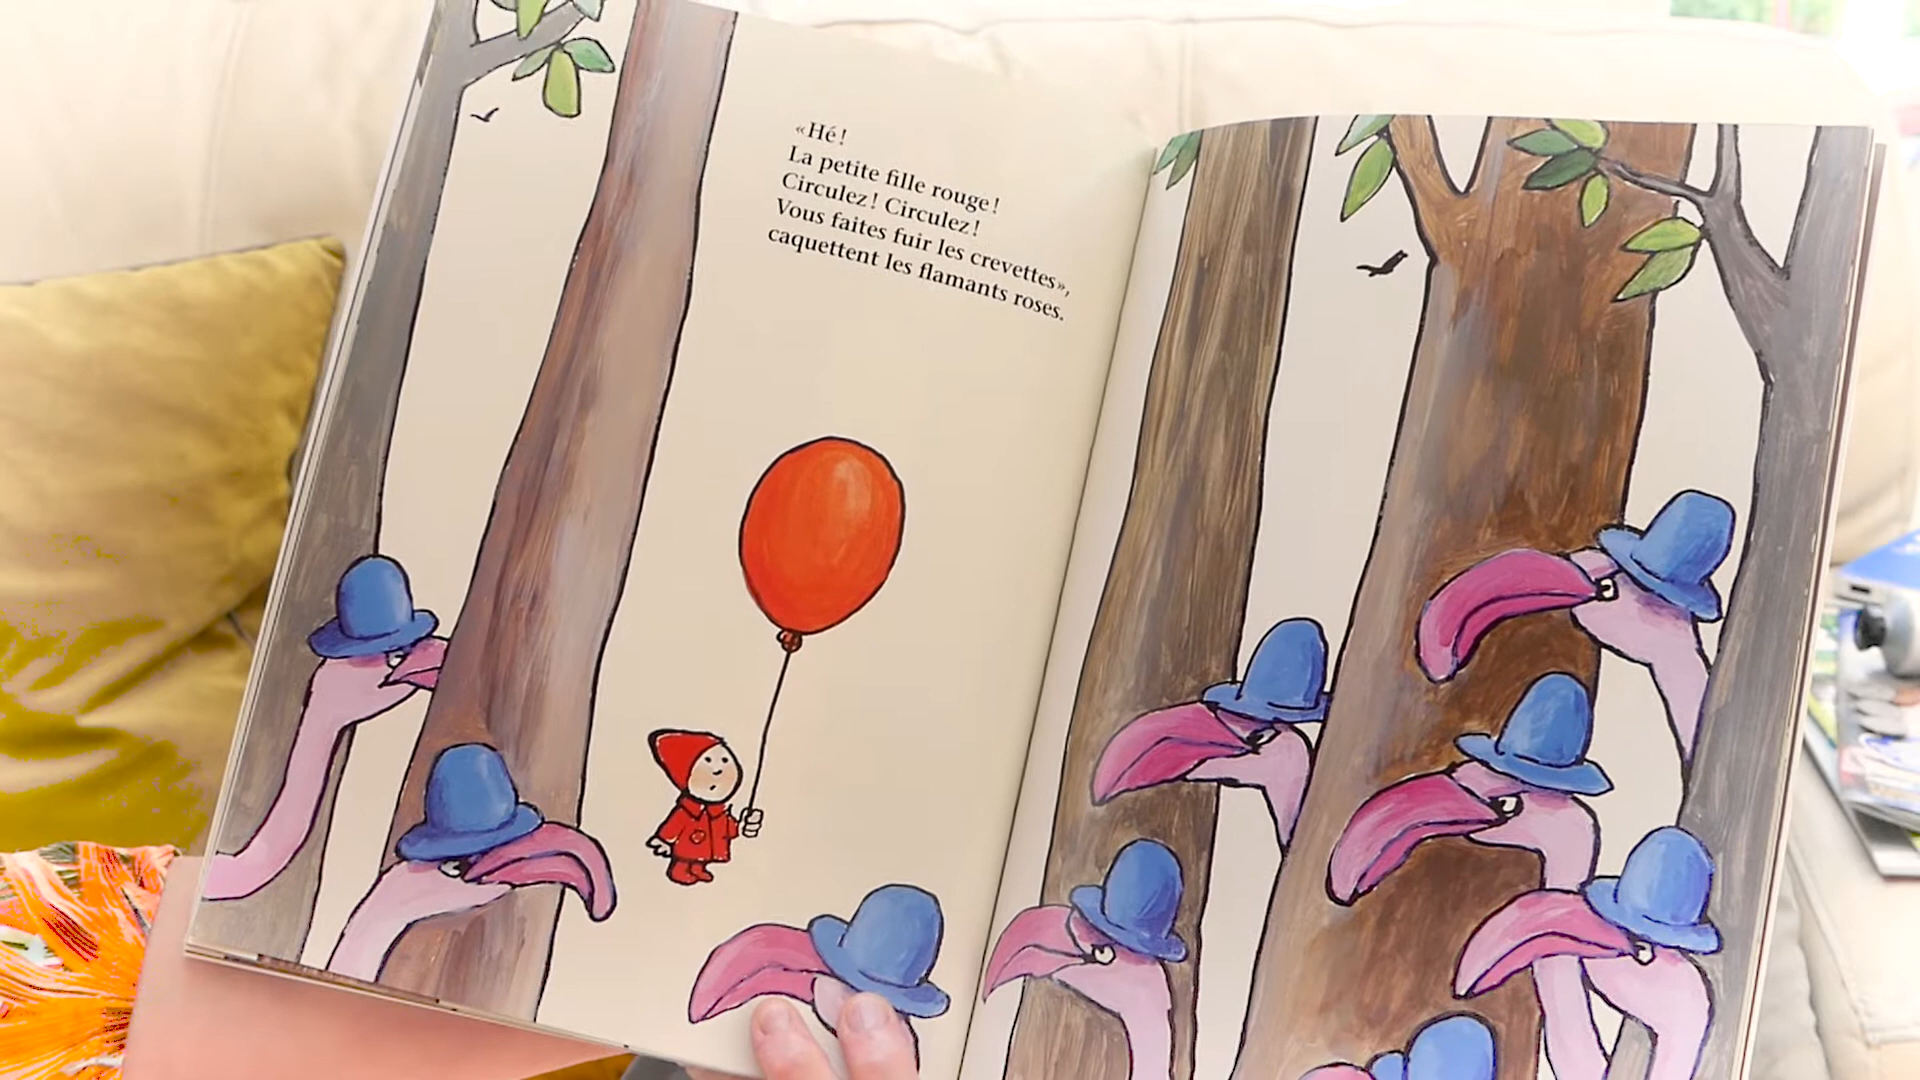 «Hé!
La petite fille rouge!
Circulez! Circulez!
Vous faites fuir les crevettes»,
caquettent les flamants roses.